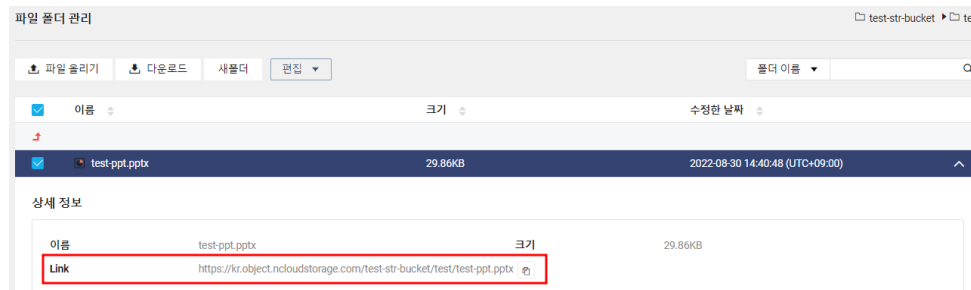 파일 폴더 관리 test-str-bucket
파일 올리기 다운로드 새폴더 편집 폴더 이름
이름 크기 수정한 날짜
test-ppt.pptx 29.86KB 2022-08-30 14:40:48 (UTC+09:00)
상세 정보
이름 test-ppt.pptx 크기 29.86KB
Link https://kr.object.ncloudstorage.com/test-str-bucket/test/test-ppt.pptx